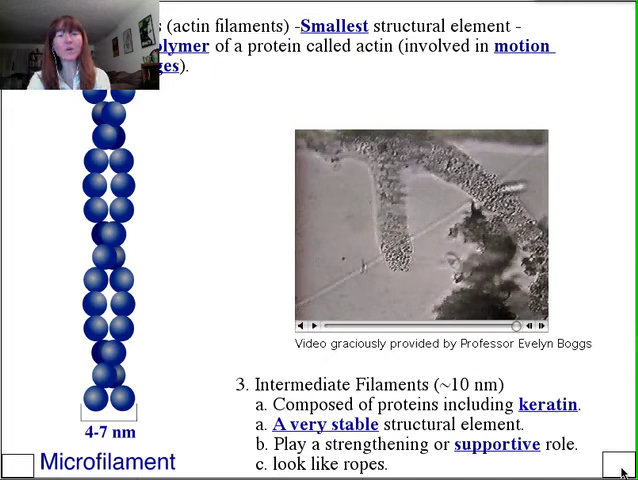 s (actin filaments) -Smallest structural element -
olymer of a protein called actin (involved in motion
ges).
Video graciously provided by Professor Evelyn Boggs
3. Intermediate Filaments (~10 nm)
a. Composed of proteins including keratin.
a. A very stable structural element.
b. Play a strengthening or supportive role.
c. look like ropes.
4-7 nm
Microfilament